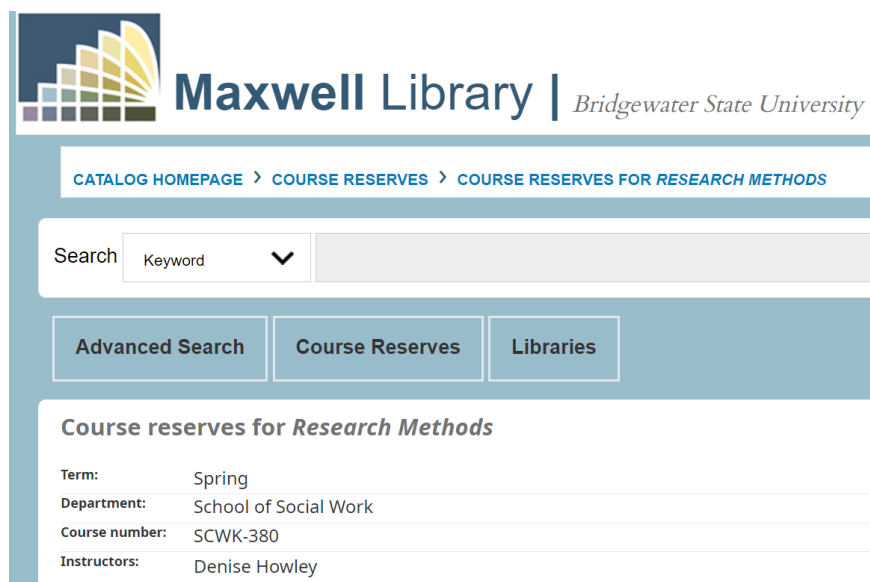 Maxwell Library | Bridgewater State University
CATALOG HOMEPAGE > COURSE RESERVES > COURSE RESERVES FOR RESEARCH METHODS
Search Keyword
Advanced Search Course Reserves Libraries
Course reserves for Research Methods
Term: Spring
Department: School of Social Work
Course number: SCWK-380
Instructors: Denise Howley